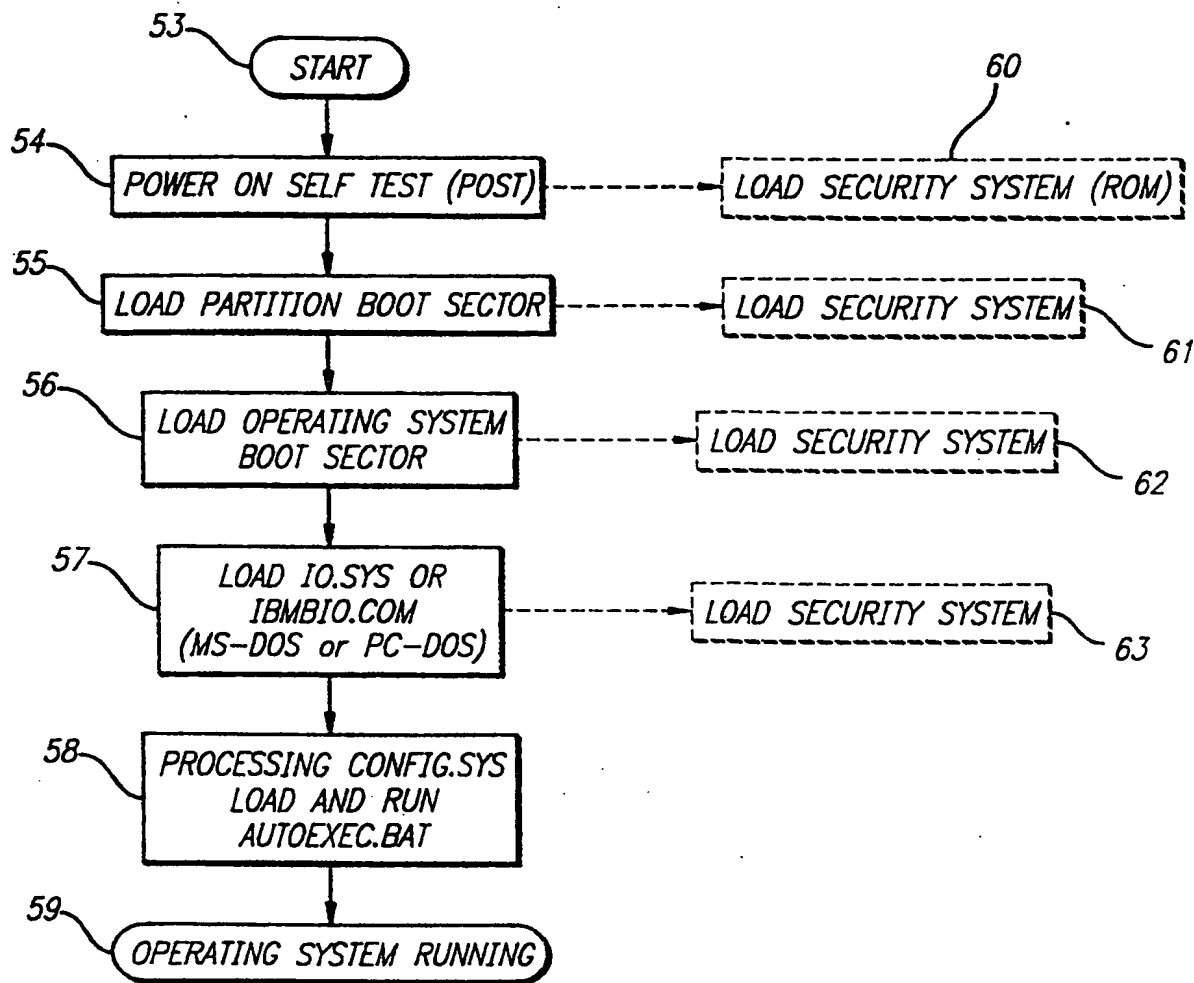 53
START
60
54
POWER ON SELF TEST (POST)
LOAD SECURITY SYSTEM (ROM)
55
LOAD PARTITION BOOT SECTOR
LOAD SECURITY SYSTEM
61
56
LOAD OPERATING SYSTEM
BOOT SECTOR
LOAD SECURITY SYSTEM
62
57
LOAD IO.SYS OR
IBMBIO.COM
(MS-DOS or PC-DOS)
LOAD SECURITY SYSTEM
63
58
PROCESSING CONFIG.SYS
LOAD AND RUN
AUTOEXEC.BAT
59
OPERATING SYSTEM RUNNING